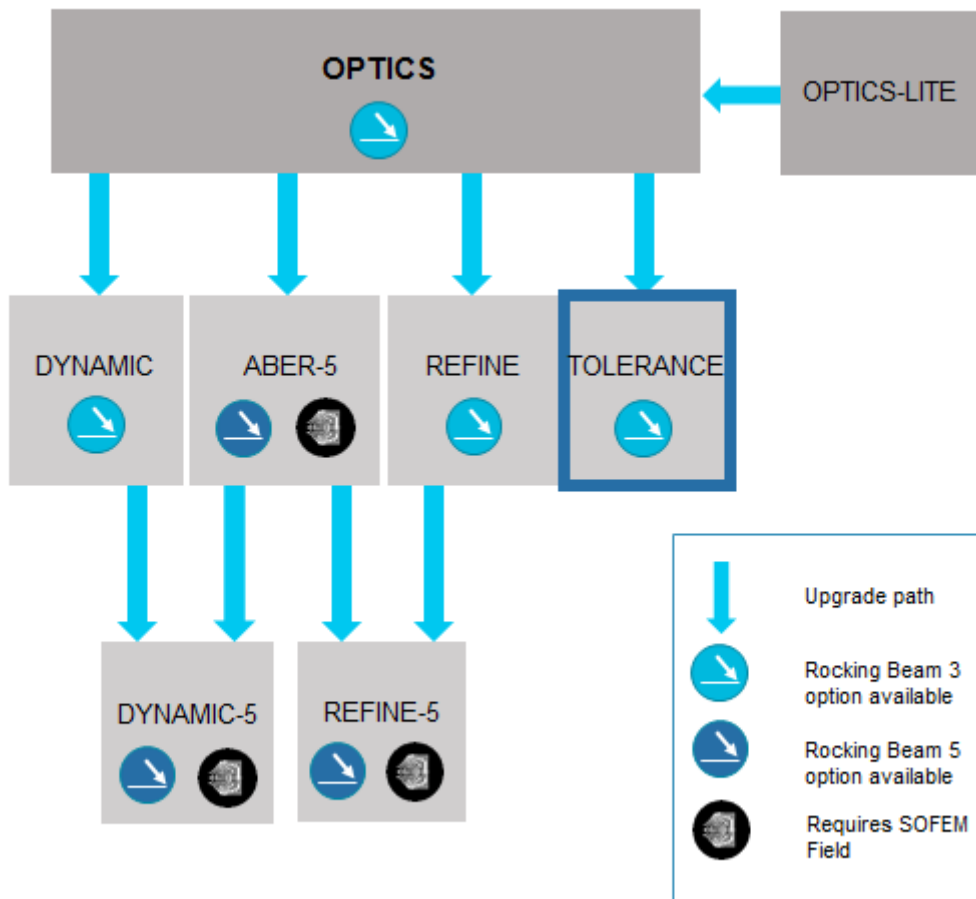 OPTICS
OPTICS-LITE
DYNAMIC
ABER-5
REFINE
TOLERANCE
DYNAMIC-5
REFINE-5
Upgrade path
Rocking Beam 3
option available
Rocking Beam 5
option available
Requires SOFEM
Field